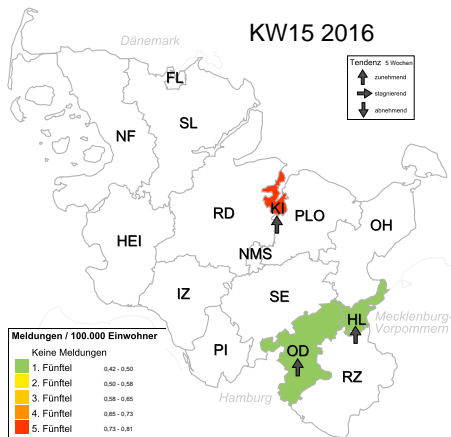 KW15 2016
Dänemark
Tendenz 5 Wochen
zunehmend
stagnierend
abnehmend
FL
SL
NF
KI
RD
PLO
OH
HEI
NMS
IZ
SE
HL
Mecklenburg-
Vorpommern
PI
OD
RZ
Hamburg
Meldungen / 100.000 Einwohner
Keine Meldungen
1. Fünftel 0,42 - 0,50
2. Fünftel 0,50 - 0,58
3. Fünftel 0,58 - 0,65
4. Fünftel 0,65 - 0,73
5. Fünftel 0,73 - 0,81